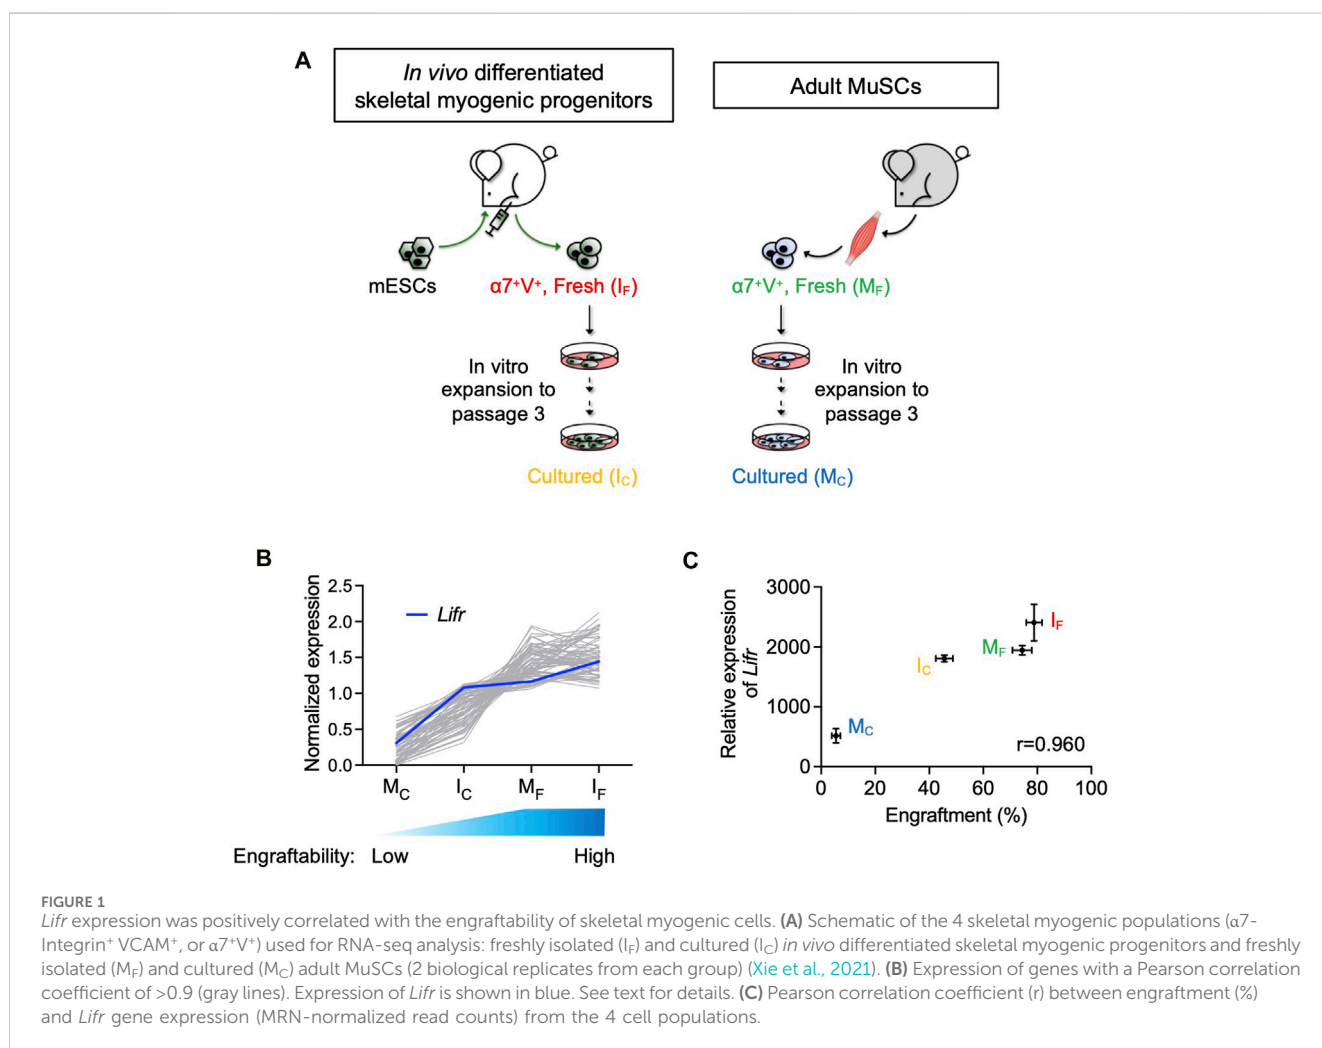 A
In vivo differentiated
skeletal myogenic progenitors
Adult MuSCs
mESCs
α7⁺V⁺, Fresh (I_F)
α7⁺V⁺, Fresh (M_F)
In vitro
expansion to
passage 3
In vitro
expansion to
passage 3
Cultured (I_C)
Cultured (M_C)
B
Normalized expression
2.5
2.0
1.5
1.0
0.5
0.0
Lifr
M_C
I_C
M_F
I_F
Engraftability: Low High
C
Relative expression
of Lifr
3000
2000
1000
0
I_F
M_F
I_C
M_C
r=0.960
0 20 40 60 80 100
Engraftment (%)
FIGURE 1
Lifr expression was positively correlated with the engraftability of skeletal myogenic cells. (A) Schematic of the 4 skeletal myogenic populations (α7-
Integrin⁺ VCAM⁺, or α7⁺V⁺) used for RNA-seq analysis: freshly isolated (I_F) and cultured (I_C) in vivo differentiated skeletal myogenic progenitors and freshly
isolated (M_F) and cultured (M_C) adult MuSCs (2 biological replicates from each group) (Xie et al., 2021). (B) Expression of genes with a Pearson correlation
coefficient of >0.9 (gray lines). Expression of Lifr is shown in blue. See text for details. (C) Pearson correlation coefficient (r) between engraftment (%)
and Lifr gene expression (MRN-normalized read counts) from the 4 cell populations.